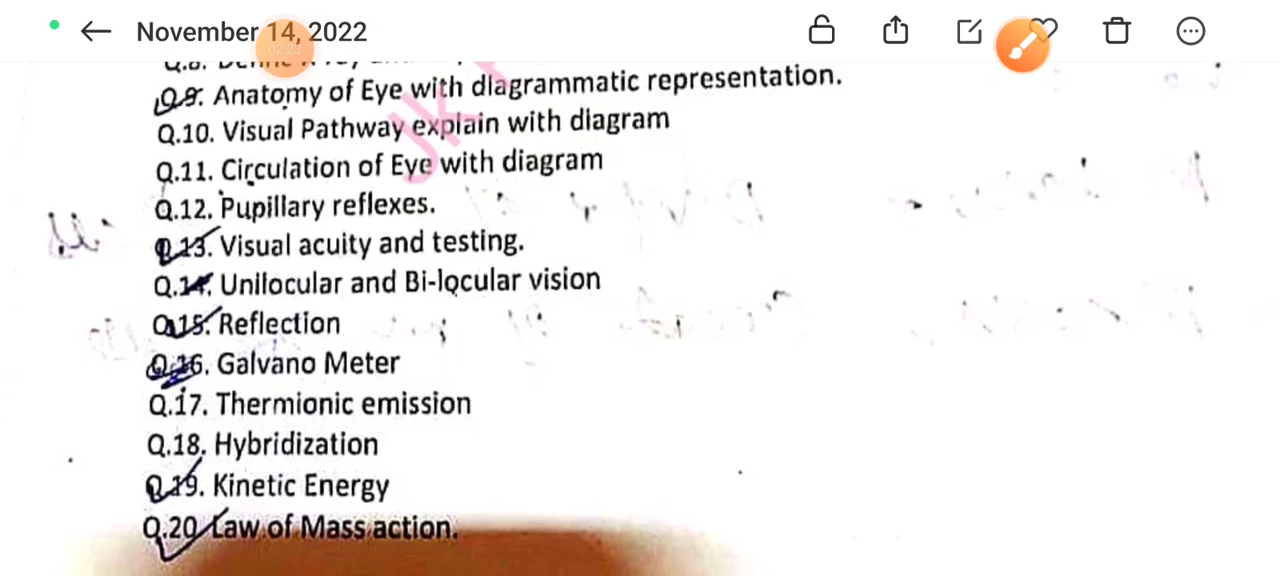 November 14, 2022
02:23
Q.9. Anatomy of Eye with diagrammatic representation.
Q.10. Visual Pathway explain with diagram
Q.11. Circulation of Eye with diagram
Q.12. Pupillary reflexes.
Q.13. Visual acuity and testing.
Q.14. Unilocular and Bi-locular vision
Q.15. Reflection
Q.16. Galvano Meter
Q.17. Thermionic emission
Q.18. Hybridization
Q.19. Kinetic Energy
Q.20 Law of Mass action.